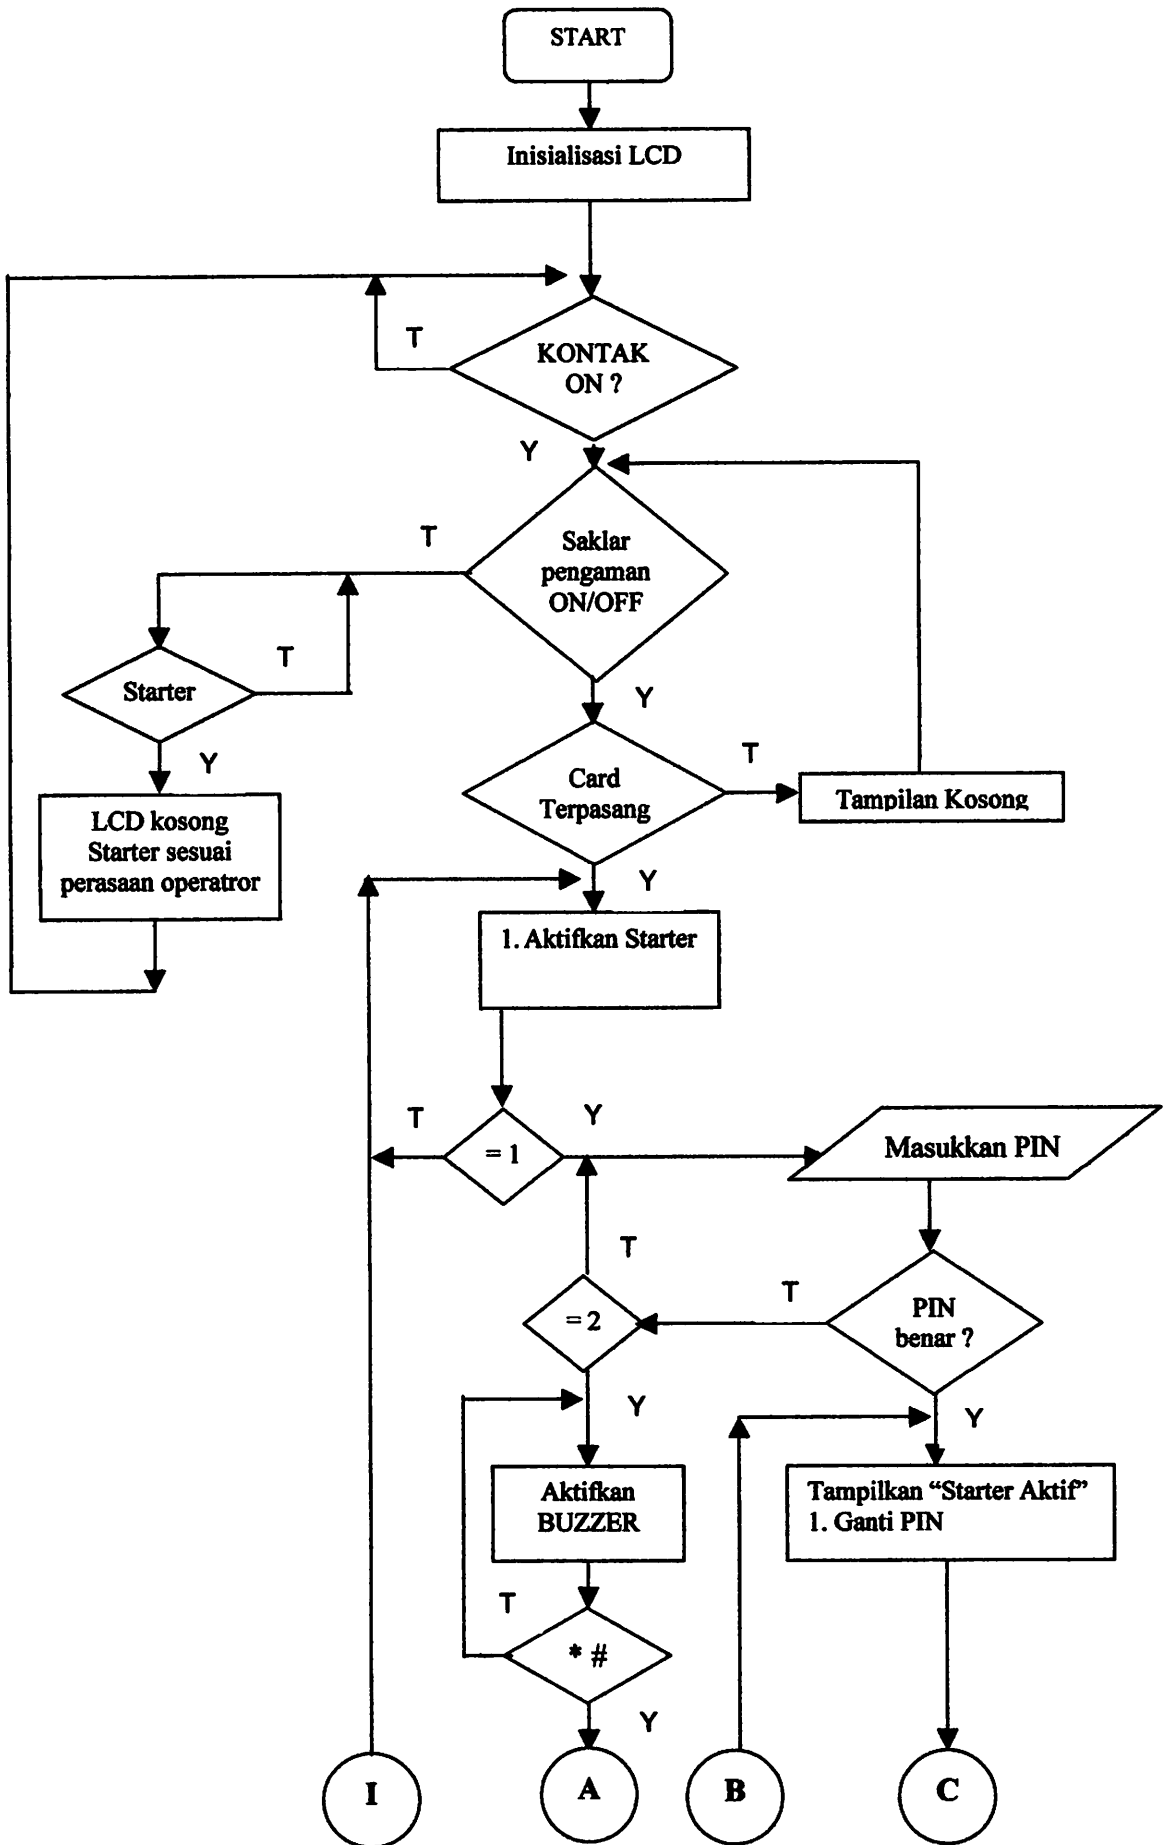 START
Inisialisasi LCD
T
KONTAK
ON ?
Y
T
Saklar
pengaman
ON/OFF
T
Starter
Y
Y
Card
Terpasang
T
Tampilan Kosong
LCD kosong
Starter sesuai
perasaan operatror
Y
1. Aktifkan Starter
T
= 1
Y
Masukkan PIN
T
= 2
T
PIN
benar ?
Y
Y
Aktifkan
BUZZER
Tampilkan “Starter Aktif”
1. Ganti PIN
T
* #
Y
I
A
B
C